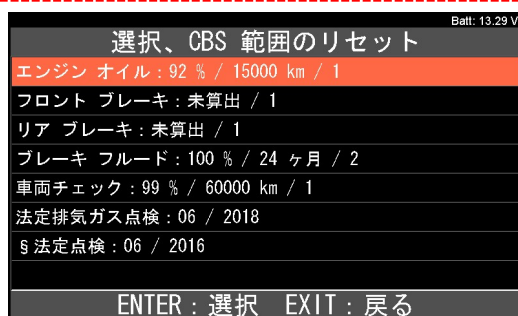 Batt: 13.29 V
選択、CBS 範囲のリセット
エンジン オイル : 92 % / 15000 km / 1
フロント ブレーキ : 未算出 / 1
リア ブレーキ : 未算出 / 1
ブレーキ フルード : 100 % / 24 ヶ月 / 2
車両チェック : 99 % / 60000 km / 1
法定排気ガス点検 : 06 / 2018
§法定点検 : 06 / 2016
ENTER : 選択 EXIT : 戻る